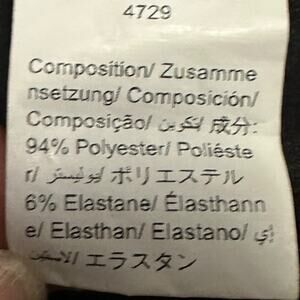 4729
Composition/ Zusamme
nsetzung/ Composición/
Composição/ تكوين/ 成分:
94% Polyester/ Poliéste
r/ بوليستر/ ポリエステル
6% Elastane/ Élasthann
e/ Elasthan/ Elastano/ إي
لاستين/ エラスタン